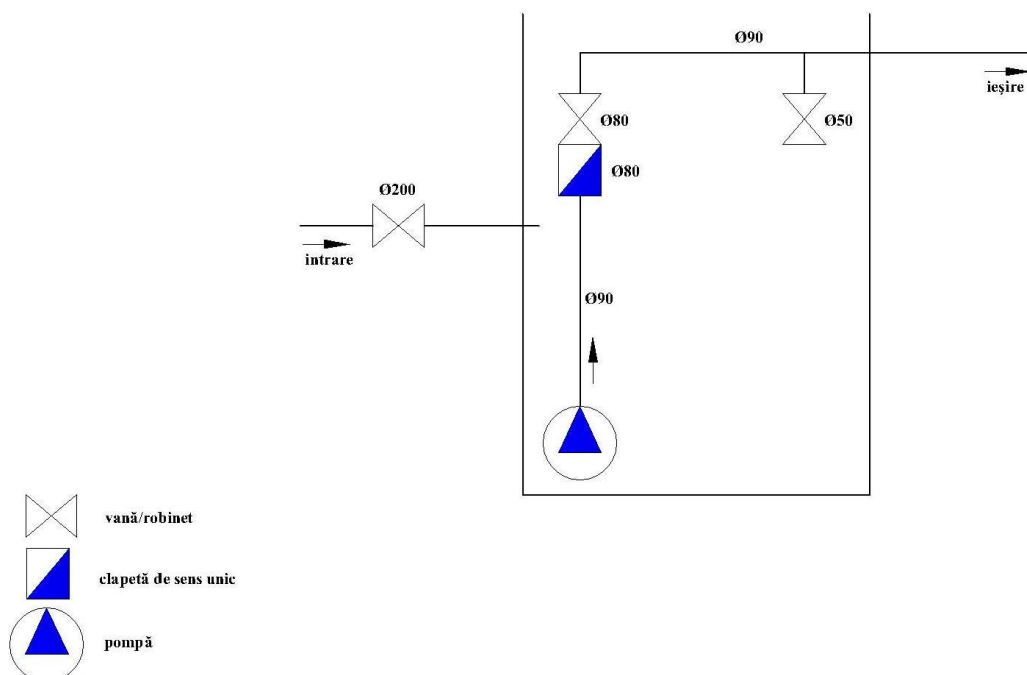 Ø90
ieşire
Ø80
Ø50
Ø80
Ø200
intrare
Ø90
vană/robinet
clapetă de sens unic
pompă